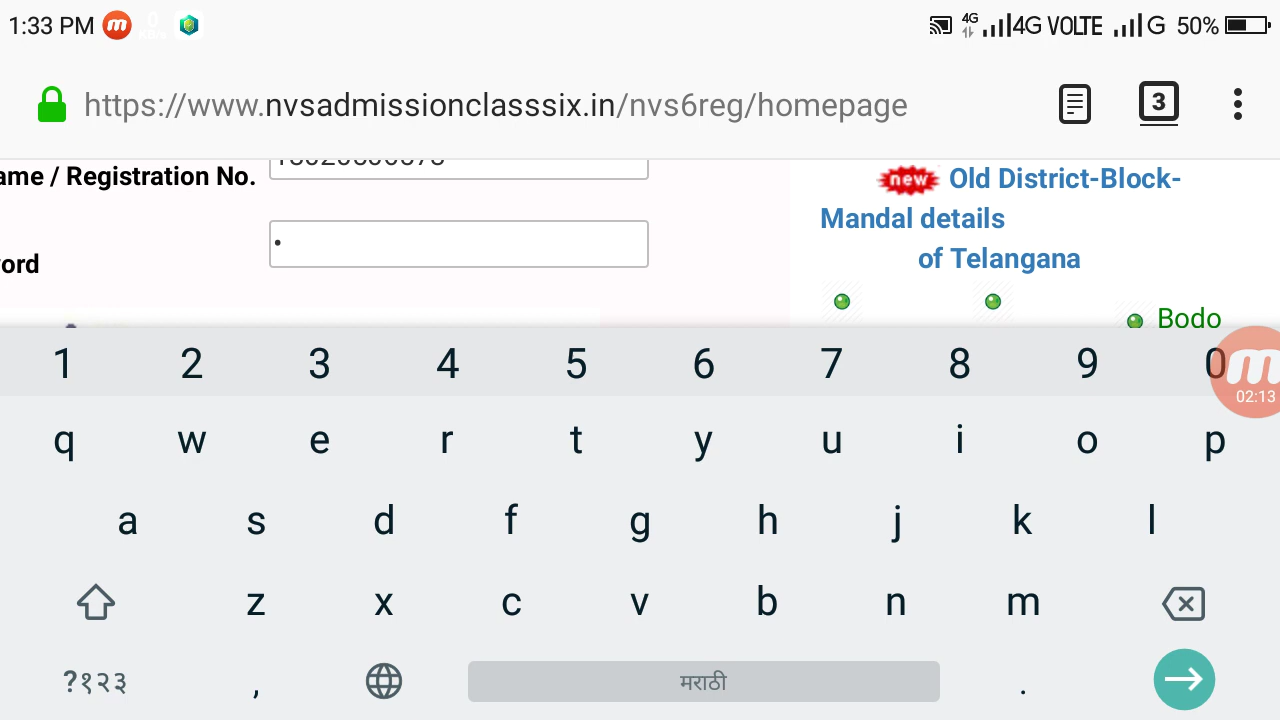 1:33 PM
4G 4G VOLTE G 50%
https://www.nvsadmissionclasssix.in/nvs6reg/homepage 3
ame / Registration No.
ord
new Old District-Block-
Mandal details
of Telangana
Bodo
1 2 3 4 5 6 7 8 9 0
02:13
q w e r t y u i o p
a s d f g h j k l
z x c v b n m
?१२३ , मराठी .